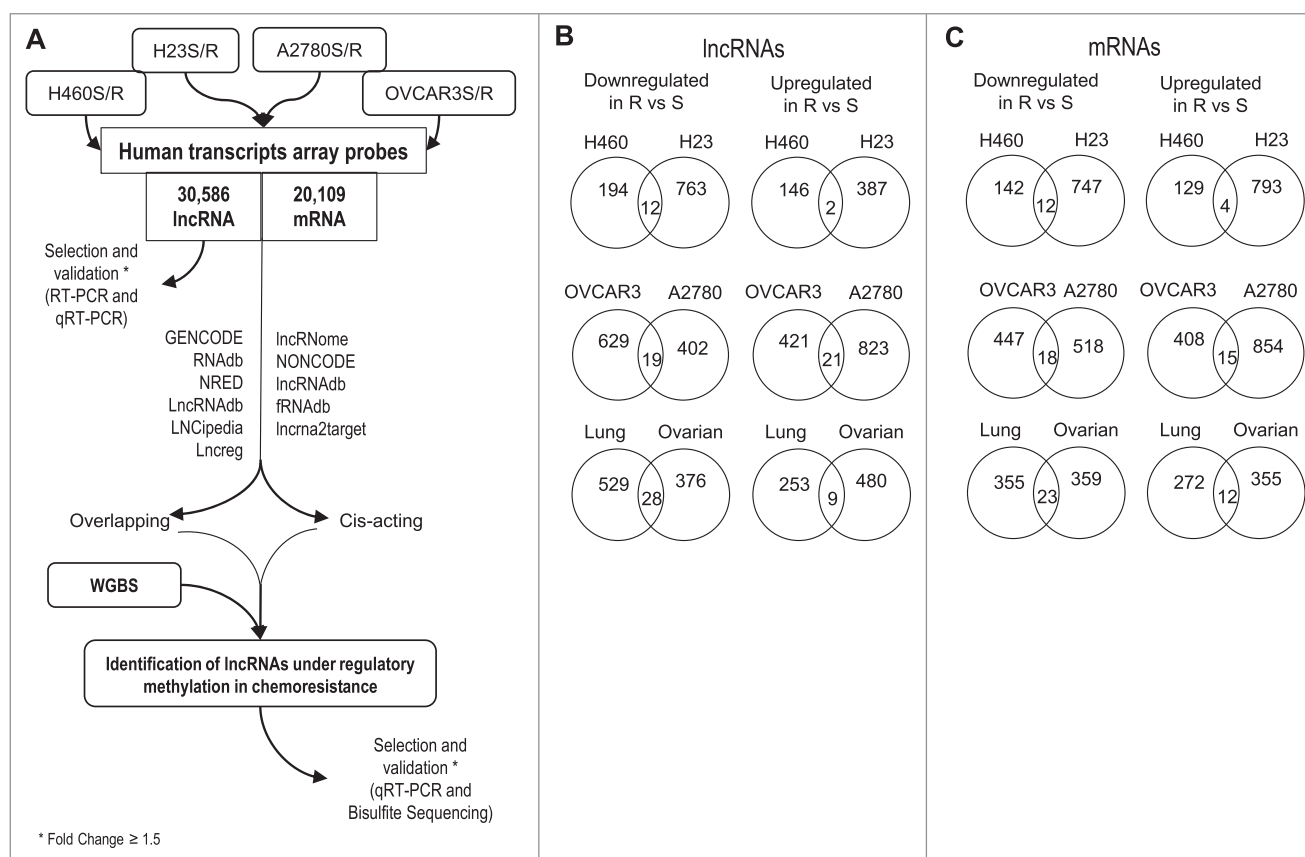 A
H23S/R
A2780S/R
H460S/R
OVCAR3S/R
Human transcripts array probes
30,586
lncRNA
20,109
mRNA
Selection and
validation *
(RT-PCR and
qRT-PCR)
GENCODE
RNAdb
NRED
LncRNAdb
LNCipedia
Lncreg
lncRNome
NONCODE
lncRNAdb
fRNAdb
lncrna2target
Overlapping
Cis-acting
WGBS
Identification of lncRNAs under regulatory
methylation in chemoresistance
Selection and
validation *
(qRT-PCR and
Bisulfite Sequencing)
* Fold Change ≥ 1.5
B
lncRNAs
Downregulated
in R vs S
Upregulated
in R vs S
H460 H23
194 12 763
H460 H23
146 2 387
OVCAR3 A2780
629 19 402
OVCAR3 A2780
421 21 823
Lung Ovarian
529 28 376
Lung Ovarian
253 9 480
C
mRNAs
Downregulated
in R vs S
Upregulated
in R vs S
H460 H23
142 12 747
H460 H23
129 4 793
OVCAR3 A2780
447 18 518
OVCAR3 A2780
408 15 854
Lung Ovarian
355 23 359
Lung Ovarian
272 12 355